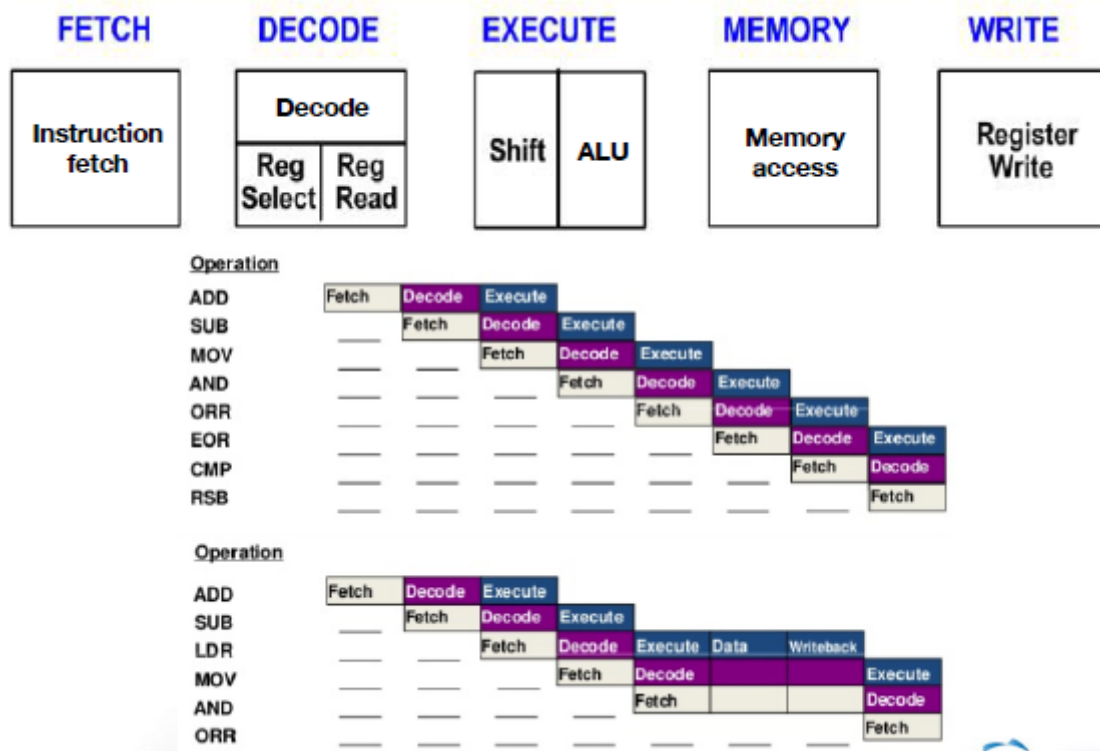 FETCH DECODE EXECUTE MEMORY WRITE
Instruction fetch
Decode
Reg Select
Reg Read
Shift
ALU
Memory access
Register Write
Operation
ADD Fetch Decode Execute
SUB Fetch Decode Execute
MOV Fetch Decode Execute
AND Fetch Decode Execute
ORR Fetch Decode Execute
EOR Fetch Decode Execute
CMP Fetch Decode
RSB Fetch
Operation
ADD Fetch Decode Execute
SUB Fetch Decode Execute
LDR Fetch Decode Execute Data Writeback
MOV Fetch Decode Execute
AND Fetch Decode
ORR Fetch